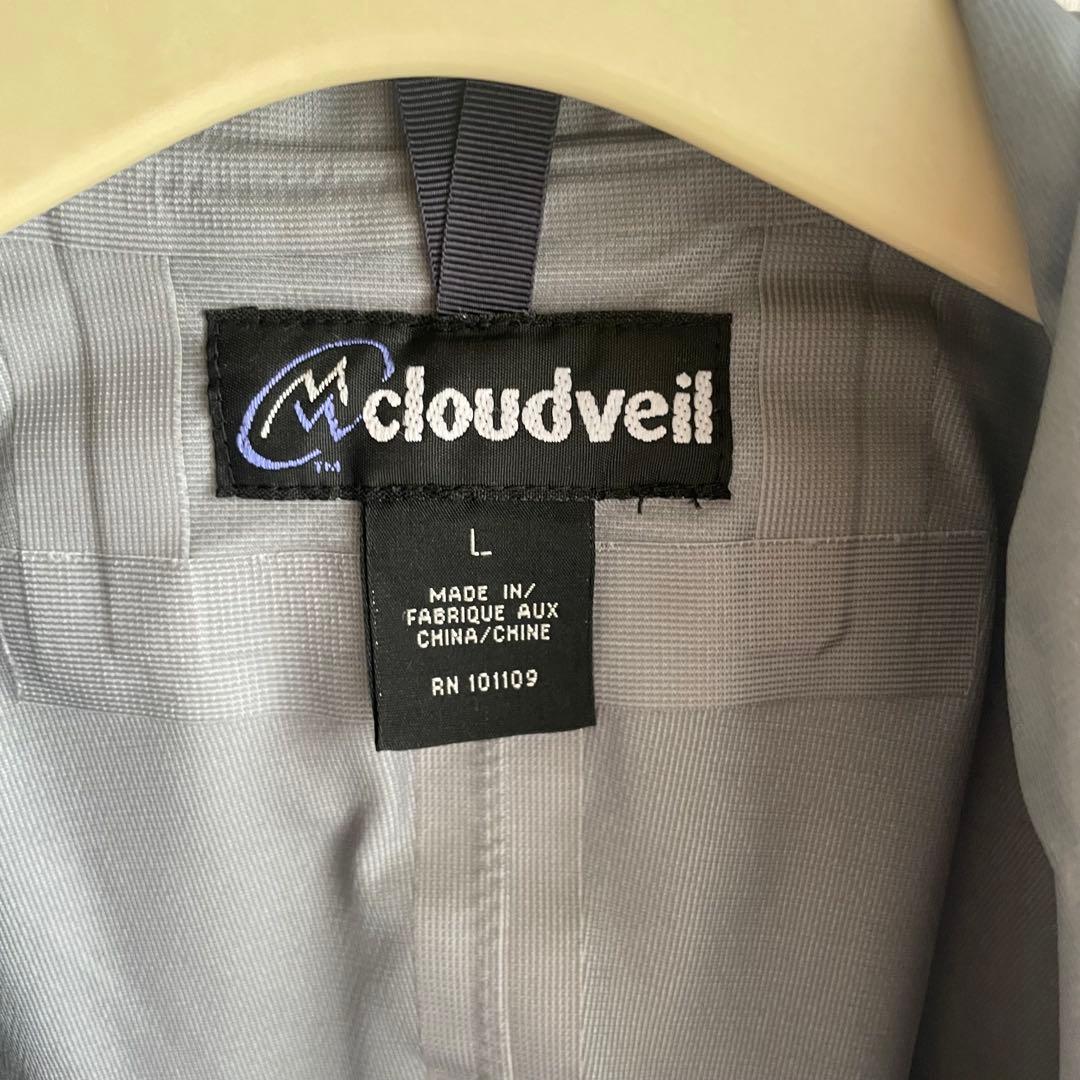 cloudveil
TM
L
MADE IN/
FABRIQUE AUX
CHINA/CHINE
RN 101109